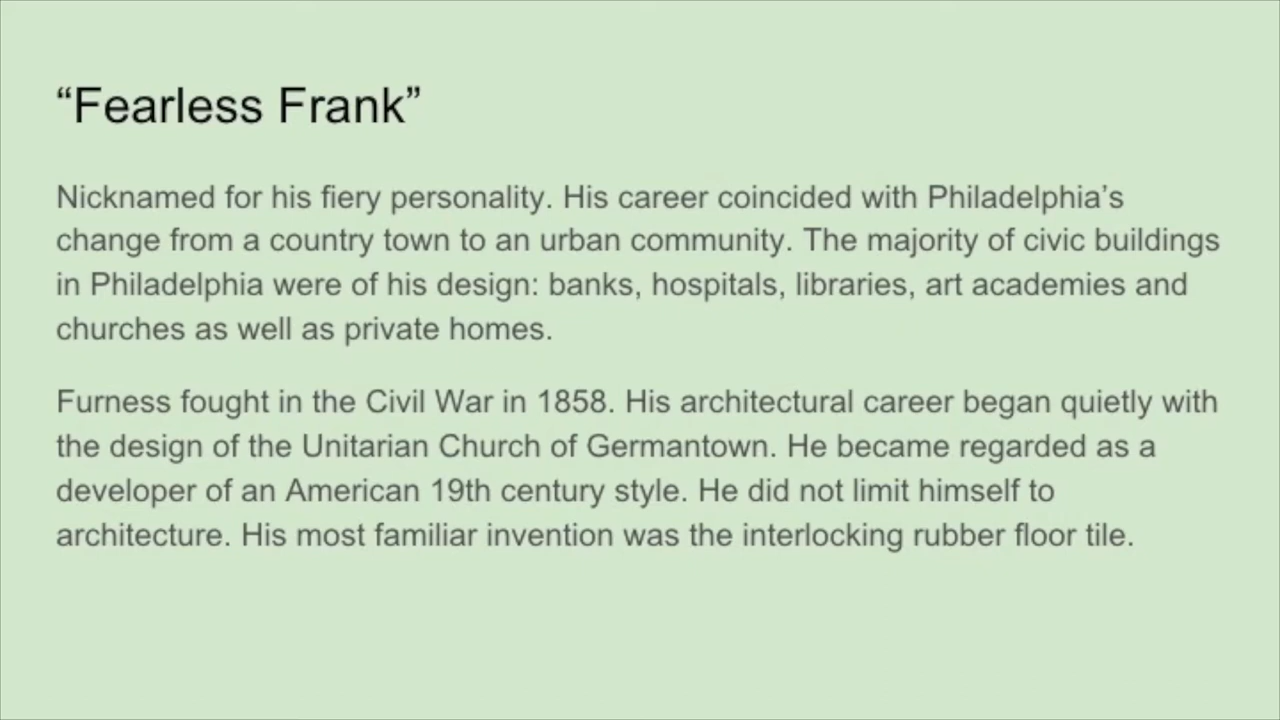 “Fearless Frank”
Nicknamed for his fiery personality. His career coincided with Philadelphia’s
change from a country town to an urban community. The majority of civic buildings
in Philadelphia were of his design: banks, hospitals, libraries, art academies and
churches as well as private homes.
Furness fought in the Civil War in 1858. His architectural career began quietly with
the design of the Unitarian Church of Germantown. He became regarded as a
developer of an American 19th century style. He did not limit himself to
architecture. His most familiar invention was the interlocking rubber floor tile.